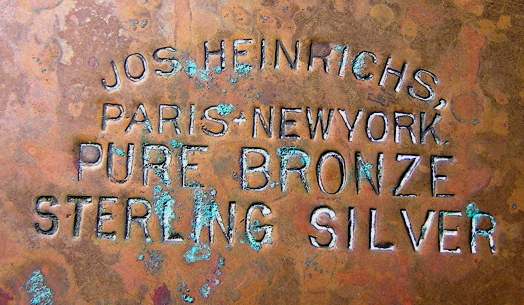 JOS. HEINRICHS,
PARIS+NEWYORK.
PURE BRONZE
STERLING SILVER